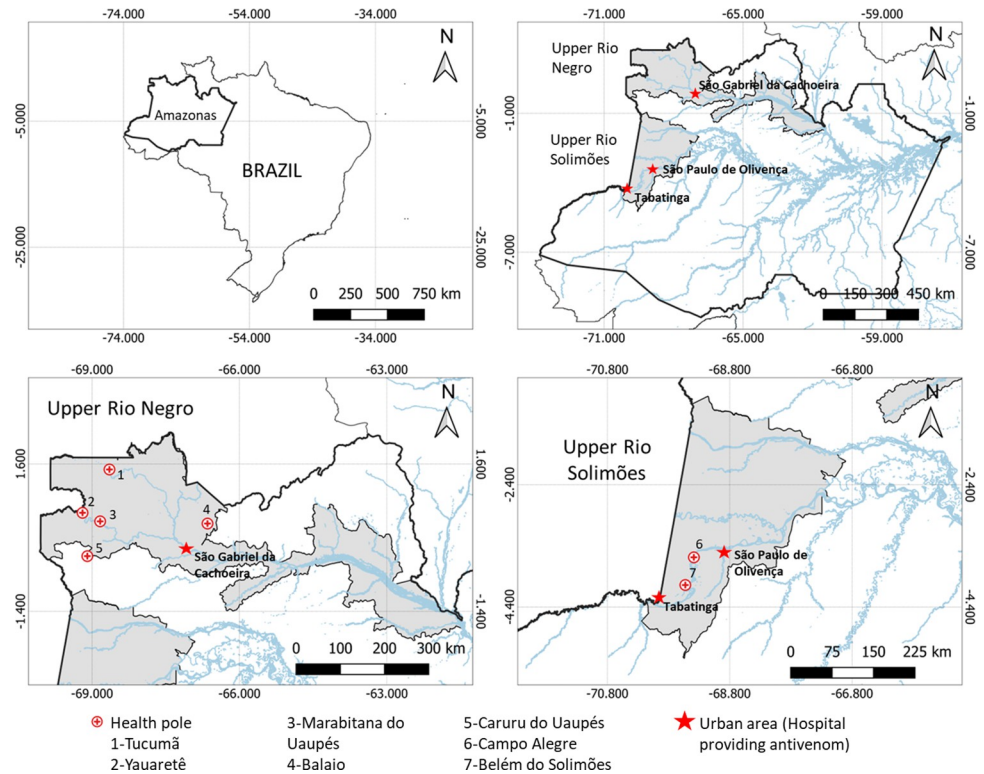 -74.000 -54.000 -34.000
N
-5.000 -5.000
Amazonas
BRAZIL
-25.000 -25.000
0 250 500 750 km
-74.000 -54.000 -34.000
-71.000 -65.000 -59.000
N
Upper Rio
Negro
São Gabriel da Cachoeira
-1.000 -1.000
Upper Rio
Solimões
São Paulo de Olivença
Tabatinga
-7.000 -7.000
0 150 300 450 km
-71.000 -65.000 -59.000
-69.000 -66.000 -63.000
N
Upper Rio Negro
1.600 1.600
1
2
3
4
5
São Gabriel da
Cachoeira
-1.400 -1.400
0 100 200 300 km
-69.000 -66.000 -63.000
-70.800 -68.800 -66.800
N
Upper Rio
Solimões
-2.400 -2.400
6
São Paulo de
Olivença
7
Tabatinga
-4.400 -4.400
0 75 150 225 km
-70.800 -68.800 -66.800
Health pole
1-Tucumã
2-Yauaretê
3-Marabitana do
Uaupés
4-Balaio
5-Caruru do Uaupés
6-Campo Alegre
7-Belém do Solimões
Urban area (Hospital
providing antivenom)